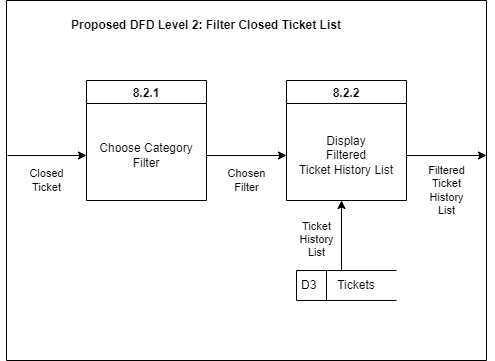 Proposed DFD Level 2: Filter Closed Ticket List
8.2.1
8.2.2
Choose Category
Filter
Display
Filtered
Ticket History List
Closed
Ticket
Chosen
Filter
Filtered
Ticket
History
List
Ticket
History
List
D3
Tickets